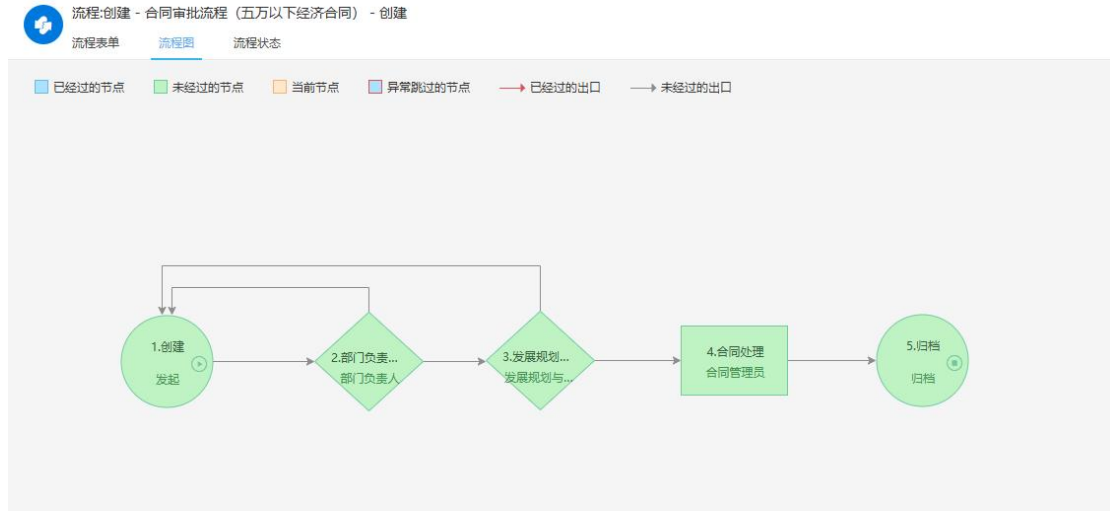 流程:创建 - 合同审批流程（五万以下经济合同） - 创建
流程表单 流程图 流程状态
已经过的节点 未经过的节点 当前节点 异常跳过的节点 已经过的出口 未经过的出口
1.创建
发起
2.部门负责...
部门负责人
3.发展规划...
发展规划与...
4.合同处理
合同管理员
5.归档
归档